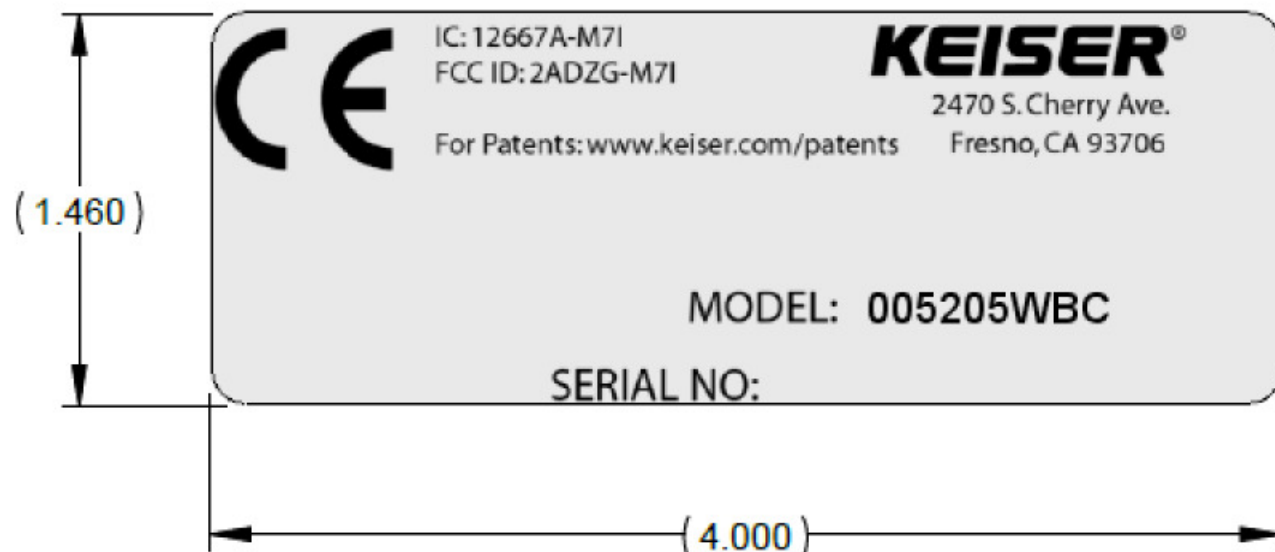 CE
IC: 12667A-M7I
FCC ID: 2ADZG-M7I
For Patents: www.keiser.com/patents
KEISER®
2470 S. Cherry Ave.
Fresno, CA 93706
(1.460)
MODEL: 005205WBC
SERIAL NO:
(4.000)